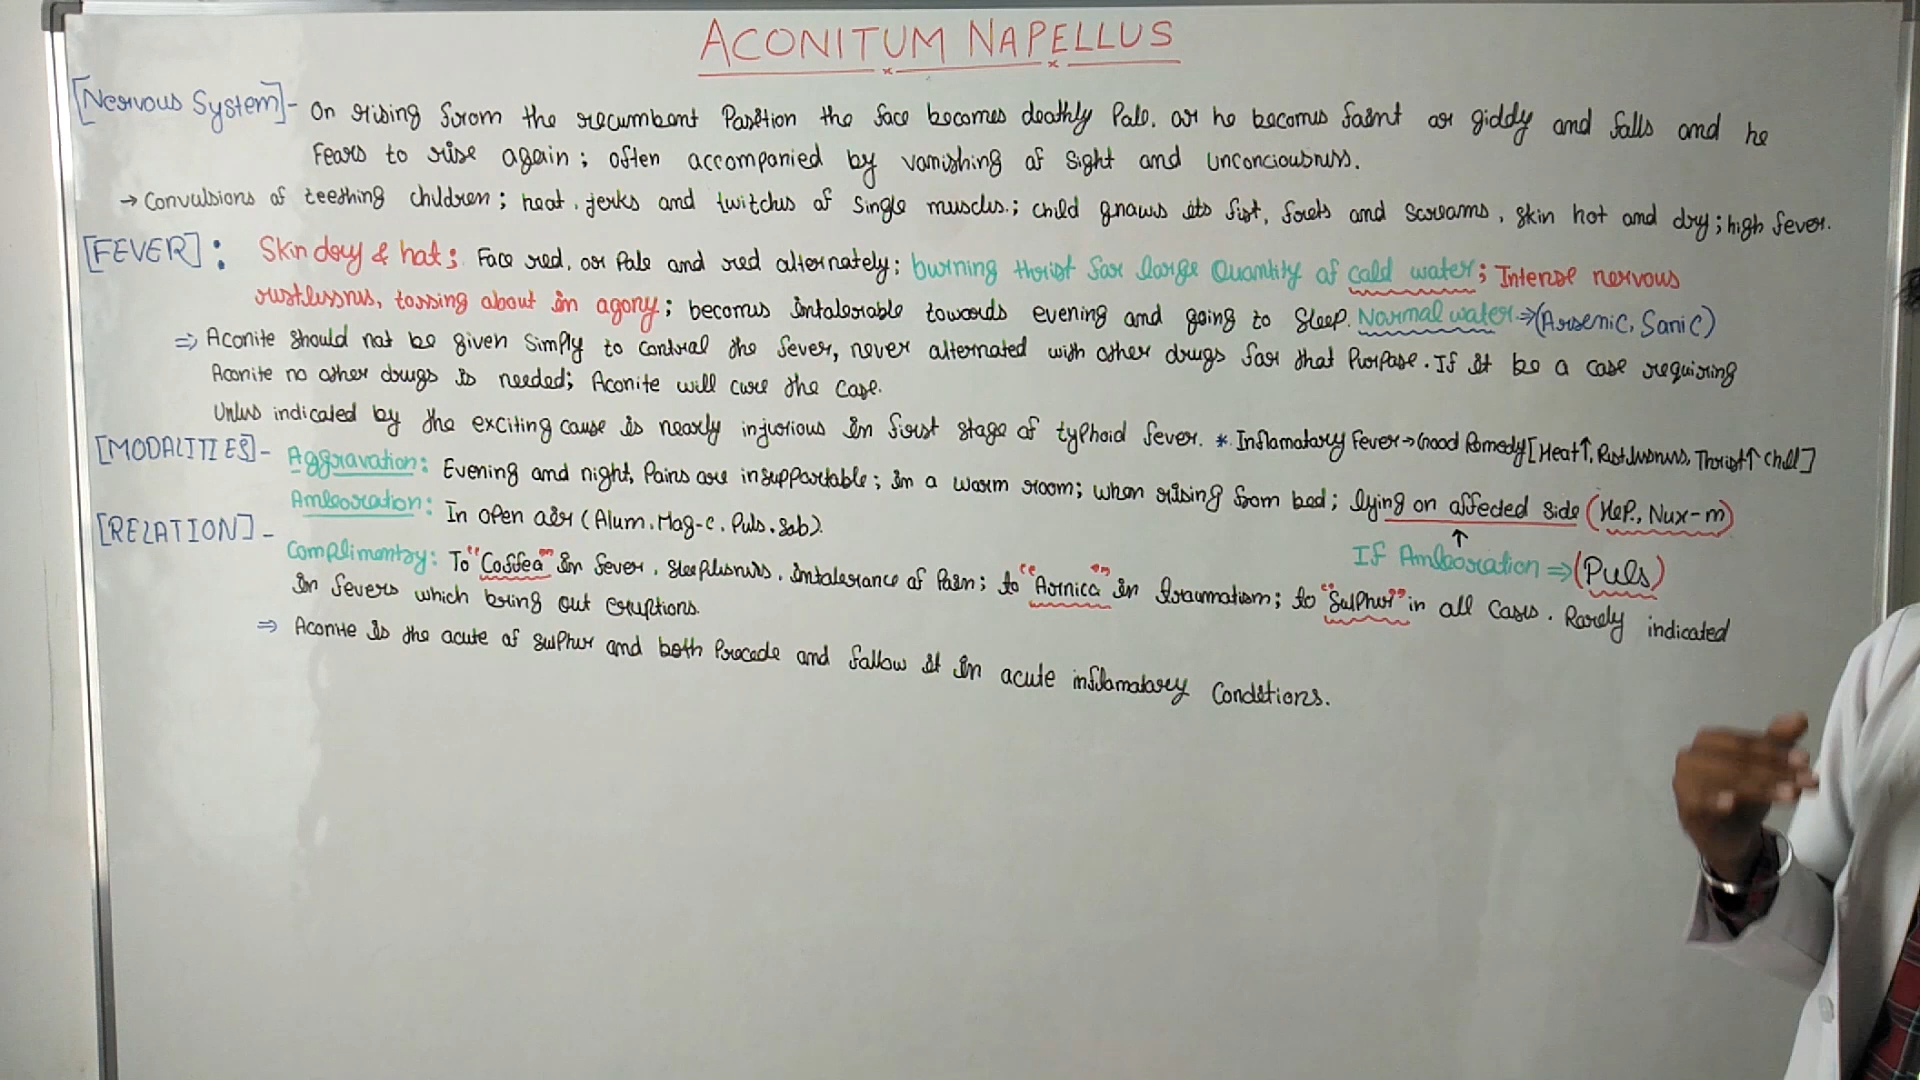 ACONITUM NAPELLUS
[Nervous System]- On rising from the recumbent Position the face becomes deathly Pale. or he becomes faint or giddy and falls and he
Fears to rise again; often accompanied by vanishing of sight and unconciousness.
→ Convulsions of teething children; heat, jerks and twitches of single muscles.; child gnaws its fist, frets and screams, skin hot and dry; high fever.
[FEVER]: Skin dry & hot; Face red, or Pale and red alternately; burning thrist for large Quantity of cold water; Intense nervous
restlessness, tossing about in agony; becomes intolerable towards evening and going to sleep. Normal water→(Arsenic, Sanic)
⇒ Aconite should not be given simply to control the fever, never alternated with other drugs for that Purpose. If it be a case requiring
Aconite no other drugs is needed; Aconite will cure the case.
Unless indicated by the exciting cause is nearly injurious in first stage of typhoid fever. * Inflamatory Fever→Good Remedy [Heat↑, Restlessness, Thrist↑ chill]
[MODALITIES]- Aggravation: Evening and night, Pains are insupportable; in a warm room; when rising from bed; lying on affected side (Hep., Nux-m)
Amleoration: In open air (Alum. Mag-c. Puls. Sab).
↑
If Amleoration ⇒ (Puls)
[RELATION]- Complimentry: To "Coffea" in fever, sleeplessness, intolerance of Pain; to "Arnica" in traumatism; to "Sulphur" in all cases. Rarely indicated
in fevers which bring out eruptions.
⇒ Aconite is the acute of sulphur and both Precede and follow it in acute inflamatory conditions.